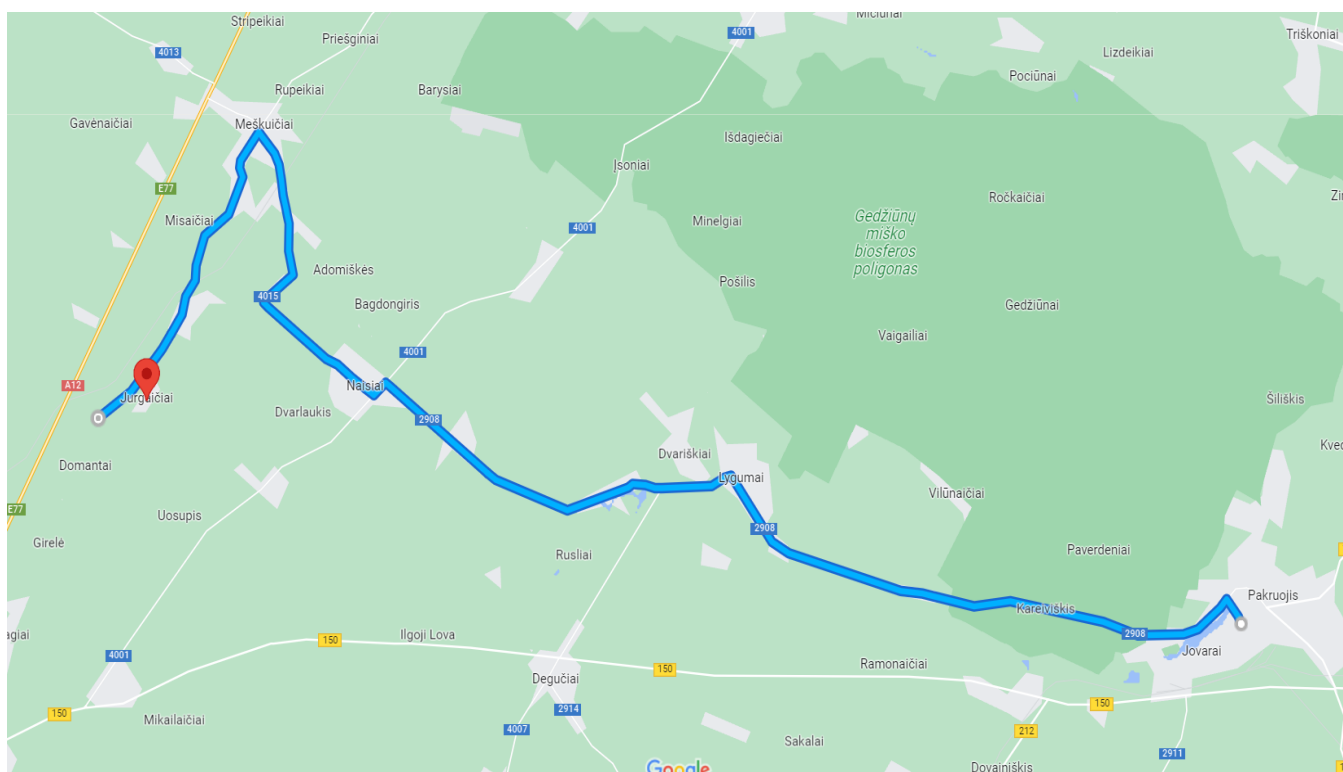 Stripeikiai
4001
Triškoniai
Priešginiai
4013
Lizdeikiai
Pociūnai
Rupeikiai
Barysiai
Gavėnaičiai
Meškuičiai
Išdagiečiai
Įsoniai
E77
Ročkaičiai
Misaičiai
Minelgiai
Gedžiūnų
miško
biosferos
poligonas
4001
Adomiškės
Pošilis
4015
Bagdongiris
Gedžiūnai
Vaigailiai
4001
A12
Naisiai
Jurgaičiai
Šiliškis
Dvarlaukis
2908
Domantai
Dvariškiai
Lygumai
Vilūnaičiai
E77
Uosupis
2908
Girelė
Rusliai
Paverdeniai
Pakruojis
Kareiviškis
2908
150
Ilgoji Lova
Jovarai
4001
150
Ramonaičiai
Degučiai
150
2914
150
Mikailaičiai
4007
212
Sakalai
2911
Google
Dovainiškis